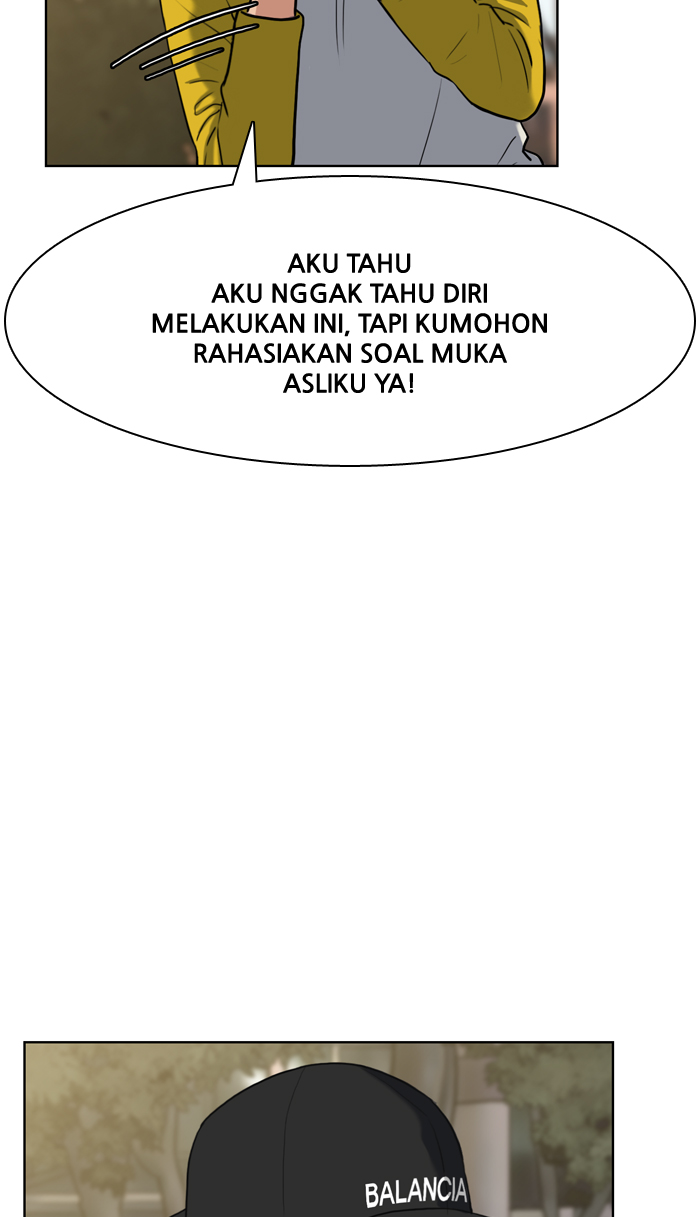 AKU TAHU
AKU NGGAK TAHU DIRI
MELAKUKAN INI, TAPI KUMOHON
RAHASIAKAN SOAL MUKA
ASLIKU YA!
BALANCIA